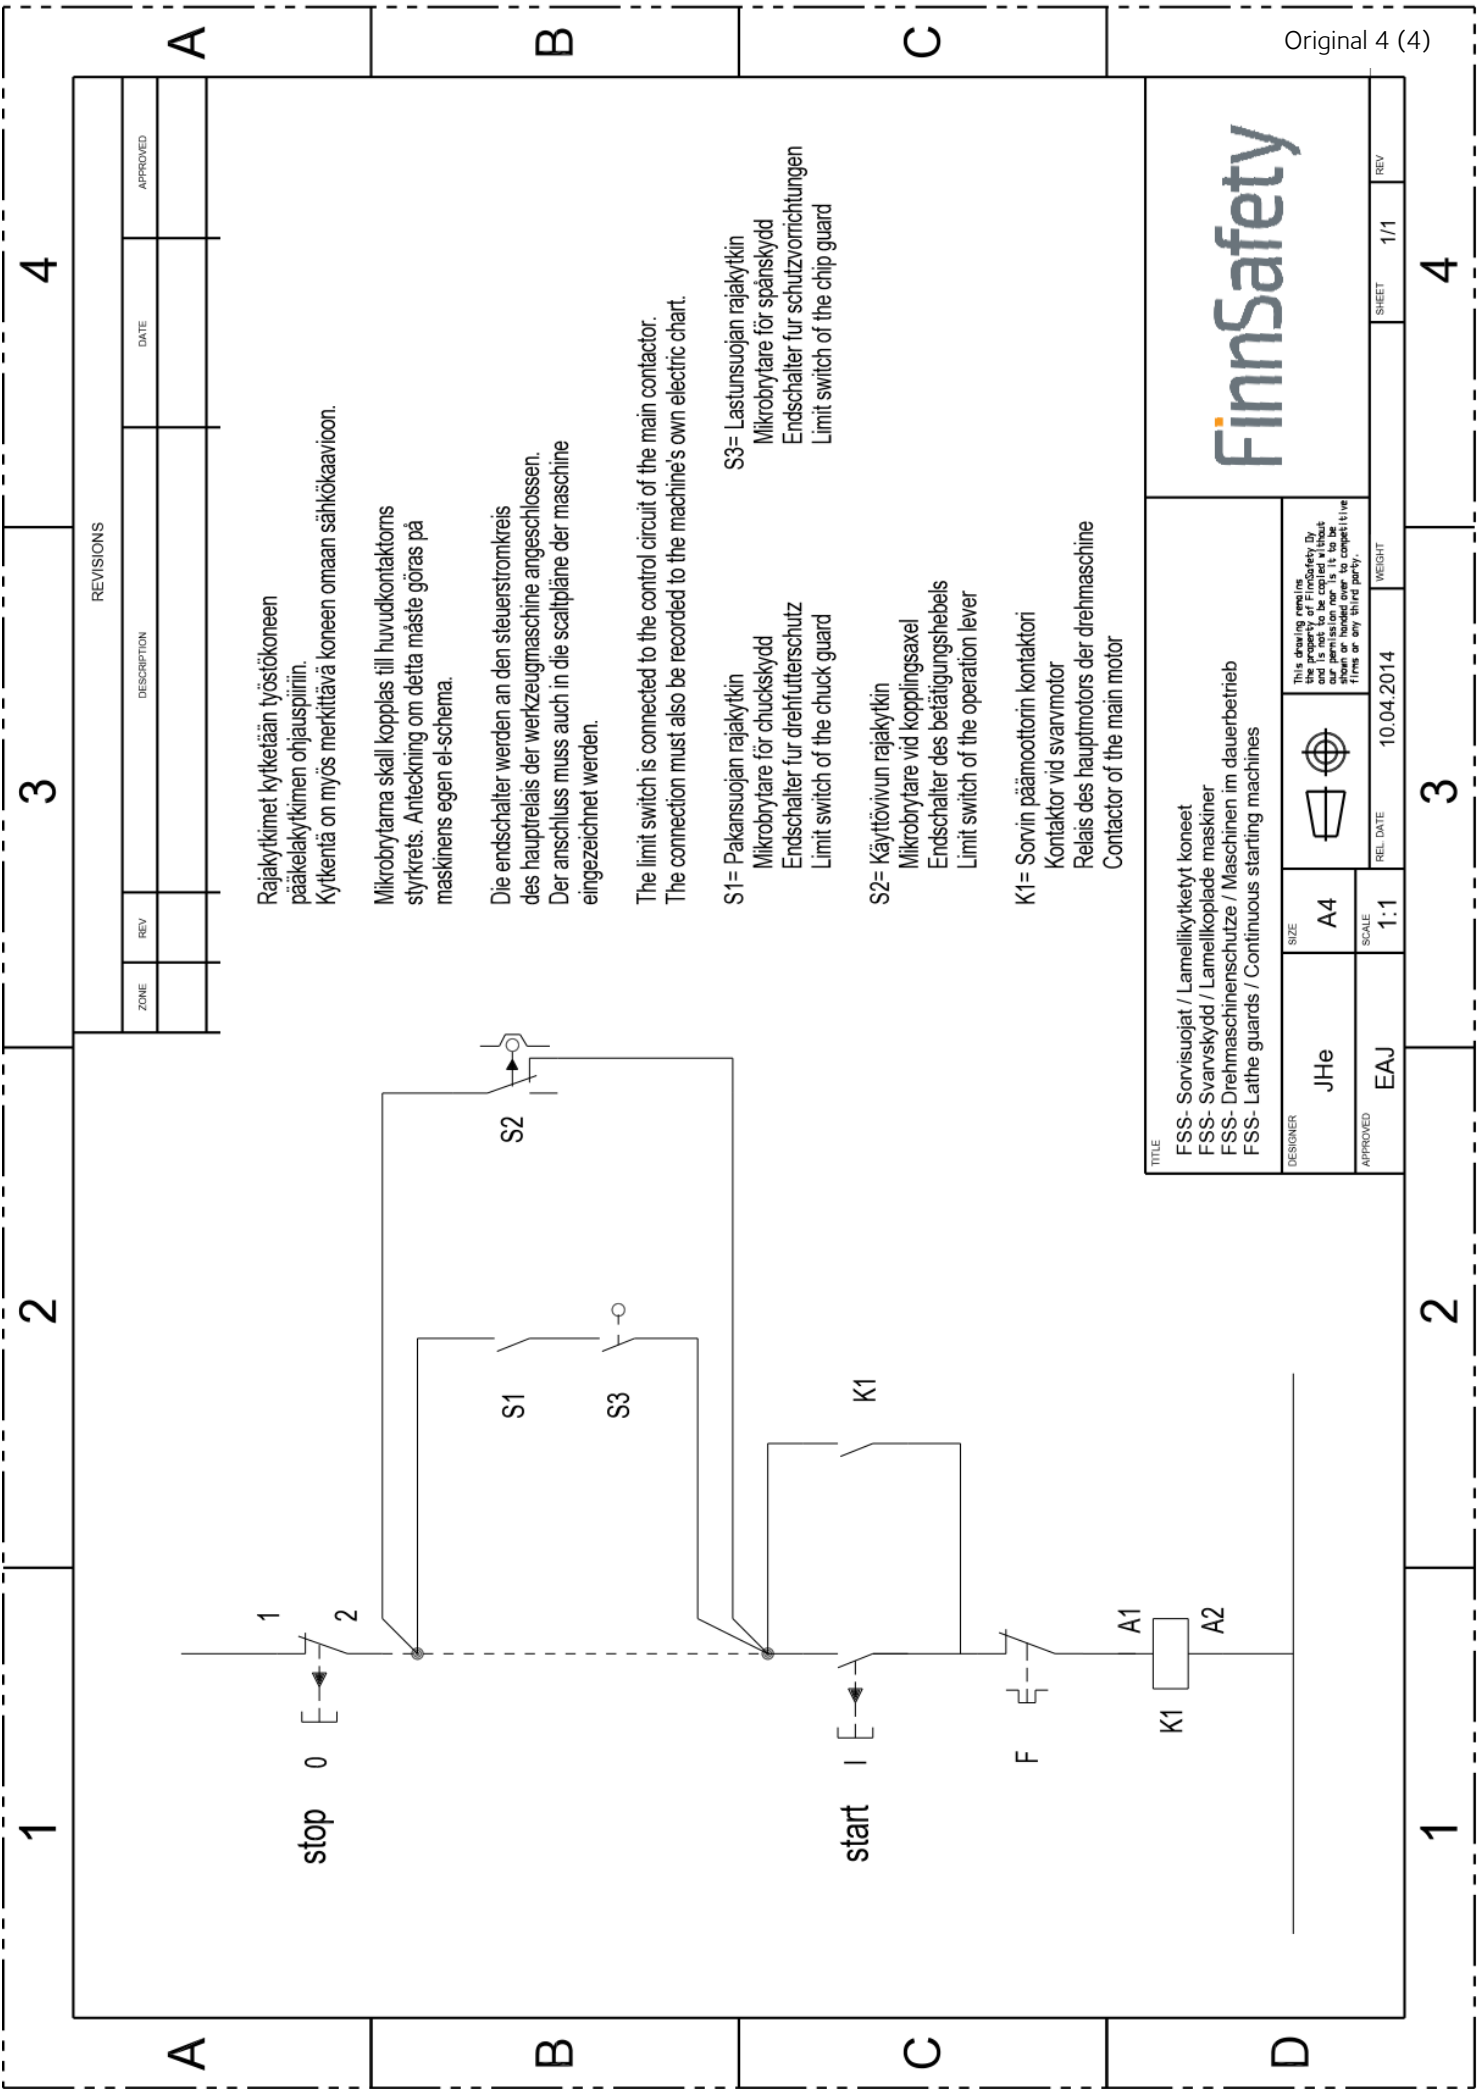 Original 4 (4)
1
2
3
4
A
B
C
REVISIONS
ZONE
REV
DESCRIPTION
DATE
APPROVED
Rajakytkimet kytketään työstökoneen
pääkelakytkimen ohjauspiiriin.
Kytkentä on myös merkittävä koneen omaan sähkökaavioon.
Mikrobrytarna skall kopplas till huvudkontaktorns
styrkrets. Anteckning om detta måste göras på
maskinens egen el-schema.
Die endschalter werden an den steuerstromkreis
des hauptrelais der werkzeugmaschine angeschlossen.
Der anschluss muss auch in die scaltpläne der maschine
eingezeichnet werden.
The limit switch is connected to the control circuit of the main contactor.
The connection must also be recorded to the machine's own electric chart.
S1= Pakansuojan rajakytkin
Mikrobrytare för chuckskydd
Endschalter fur drehfutterschutz
Limit switch of the chuck guard
S3= Lastunsuojan rajakytkin
Mikrobrytare för spånskydd
Endschalter fur schutzvorrichtungen
Limit switch of the chip guard
S2= Käyttövivun rajakytkin
Mikrobrytare vid kopplingsaxel
Endschalter des betätigungshebels
Limit switch of the operation lever
K1= Sorvin päämoottorin kontaktori
Kontaktor vid svarvmotor
Relais des hauptmotors der drehmaschine
Contactor of the main motor
stop 0
1
2
S1
S3
S2
start I
K1
F
K1
A1
A2
TITLE
FSS- Sorvisuojat / Lamellikytketyt koneet
FSS- Svarvskydd / Lamellkoplade maskiner
FSS- Drehmaschinenschutze / Maschinen im dauerbetrieb
FSS- Lathe guards / Continuous starting machines
FinnSafety
DESIGNER
JHe
SIZE
A4
This drawing remains
the property of FinnSafety Oy
and is not to be copied without
our permission nor is it to be
shown or handed over to competitive
firms or any third party.
APPROVED
EAJ
SCALE
1:1
REL. DATE
10.04.2014
WEIGHT
SHEET
1/1
REV
A
B
C
D
1
2
3
4